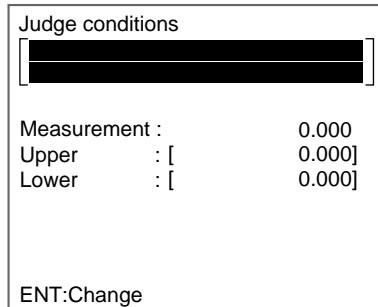 Judge conditions
[ ]
Measurement : 0.000
Upper : [ 0.000]
Lower : [ 0.000]
ENT:Change